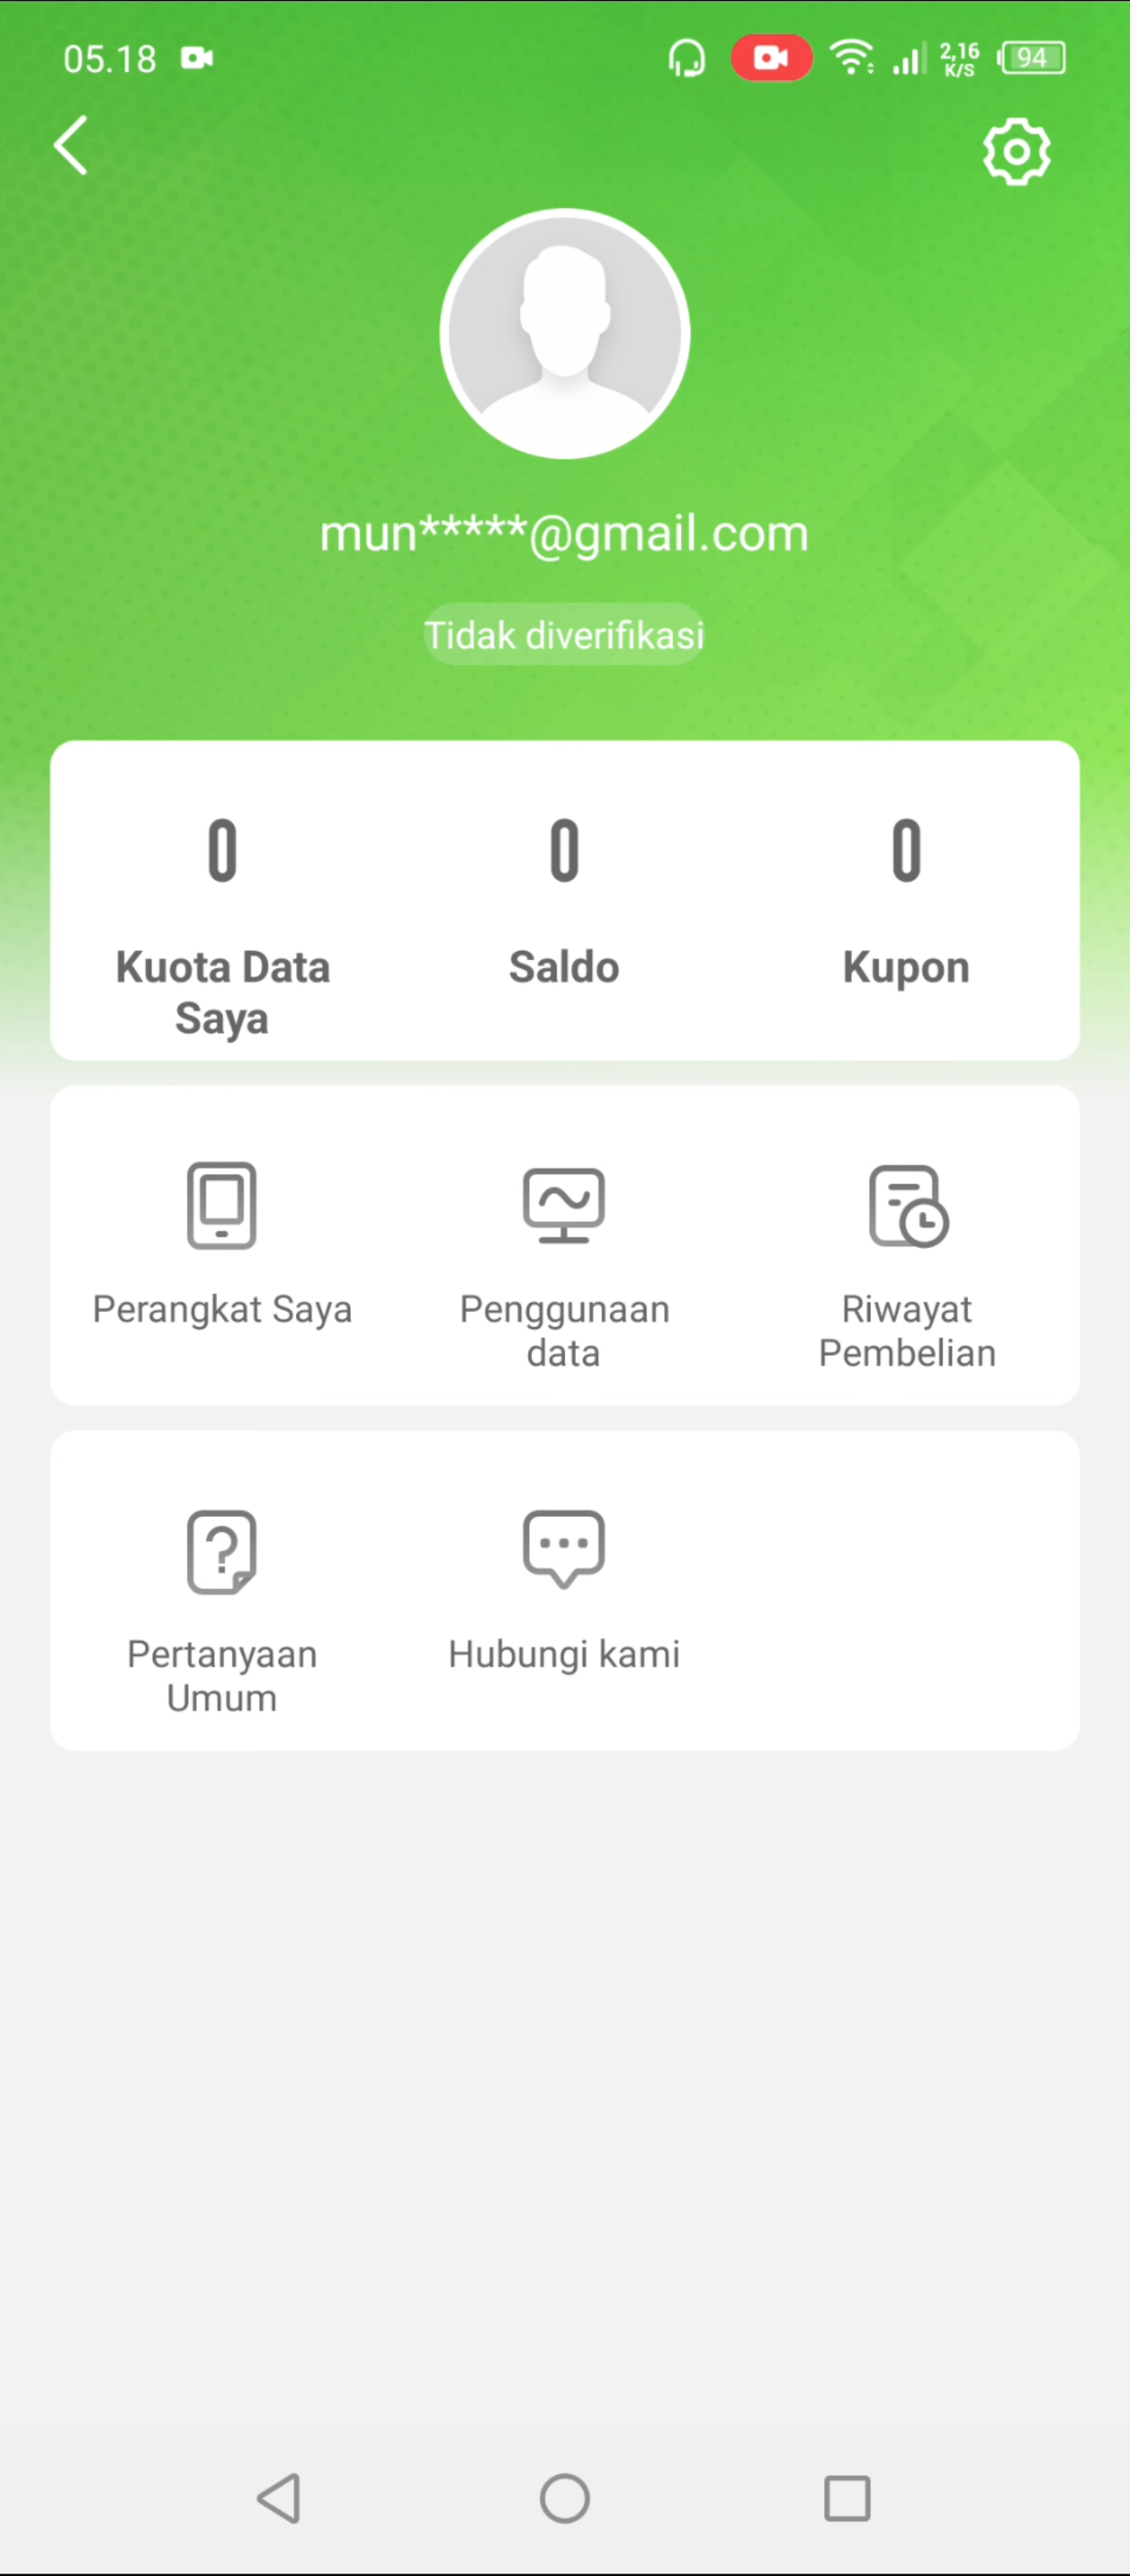 05.18
2,16
K/S
94
mun*****@gmail.com
Tidak diverifikasi
0
0
0
Kuota Data
Saya
Saldo
Kupon
Perangkat Saya
Penggunaan
data
Riwayat
Pembelian
Pertanyaan
Umum
Hubungi kami